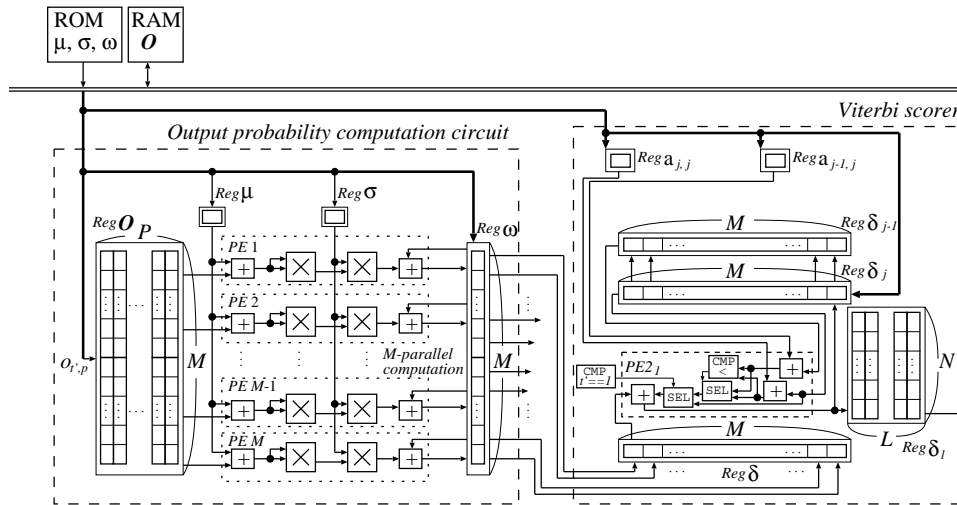 ROM
μ, σ, ω
RAM
O
Viterbi scorer
Output probability computation circuit
Reg a j, j
Reg a j-1, j
Reg μ
Reg σ
Reg O
P
Reg ω
M
Reg δ j-1
PE 1
+ × × +
M
Reg δ j
PE 2
+ × × +
O t',p
M
M-parallel
computation
M
N
CMP
t'==1
PE2 1
CMP
<
+
+ SEL SEL +
PE M-1
+ × × +
PE M
+ × × +
M
L
Reg δ l
Reg δ